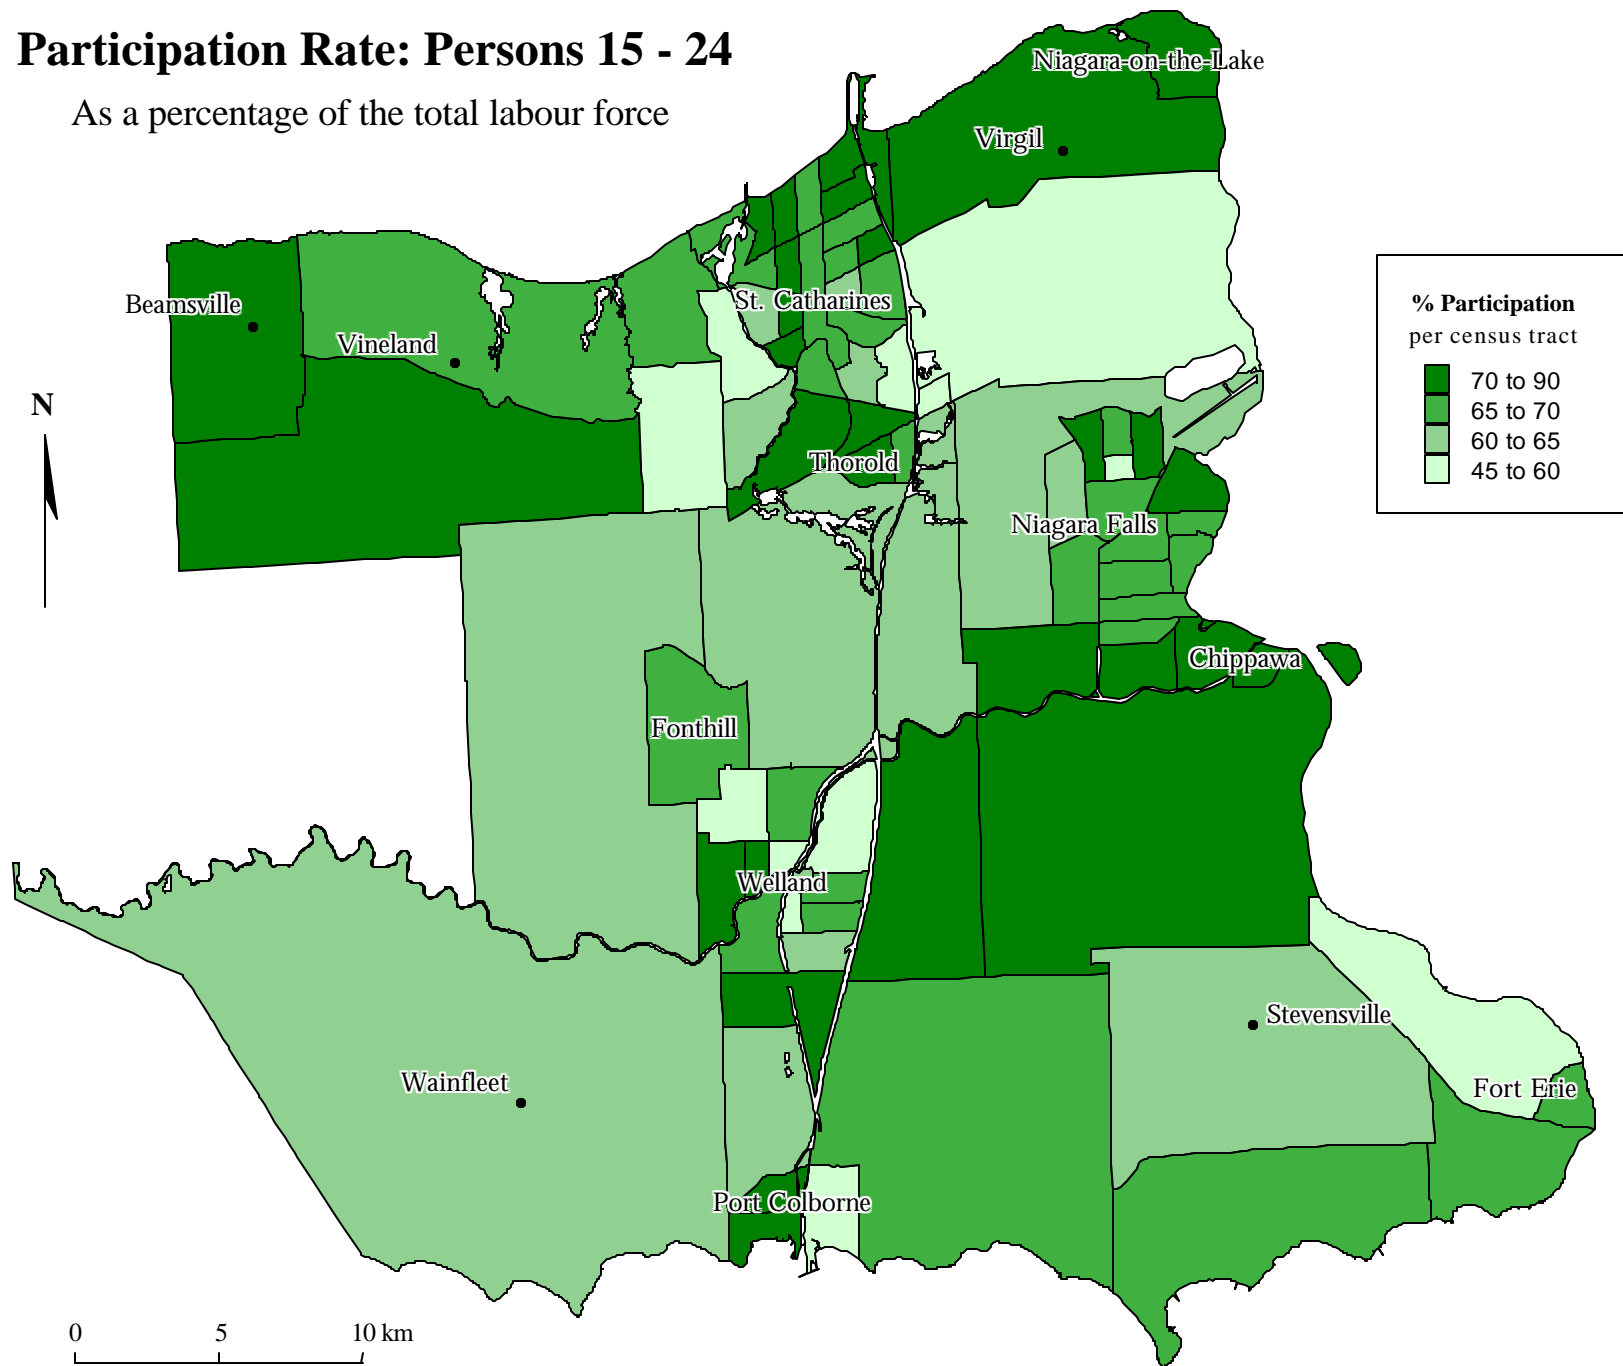 Participation Rate: Persons 15 - 24
As a percentage of the total labour force
Niagara-on-the-Lake
Virgil
Beamsville
St. Catharines
Vineland
% Participation
per census tract
70 to 90
65 to 70
60 to 65
45 to 60
N
Thorold
Niagara Falls
Chippawa
Fonthill
Welland
Stevensville
Wainfleet
Fort Erie
Port Colborne
0 5 10 km